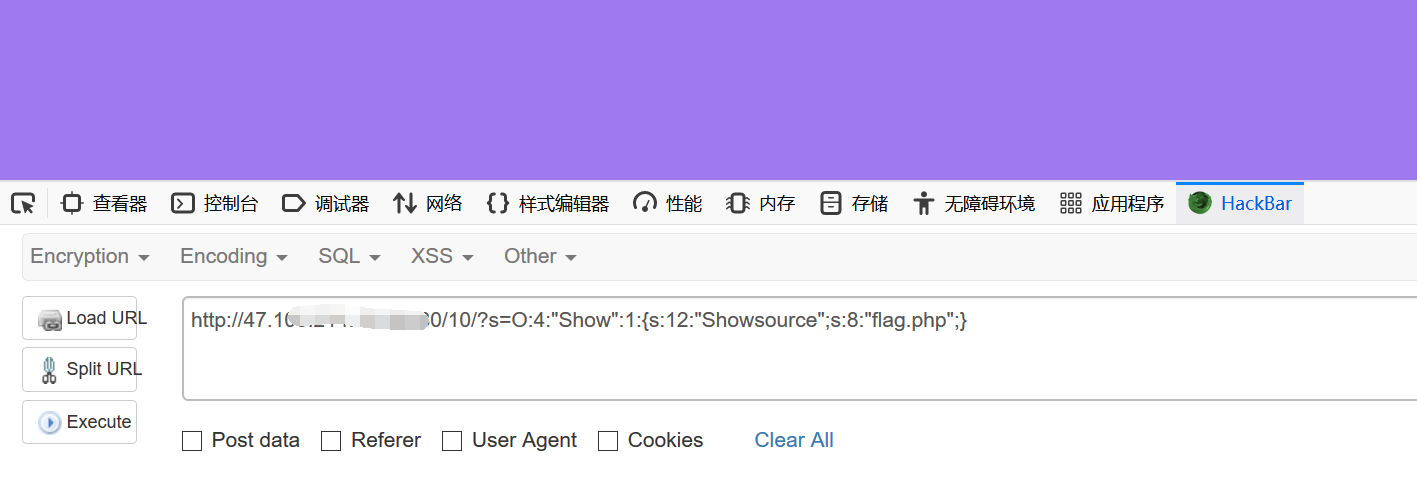 查看器 控制台 调试器 网络 样式编辑器 性能 内存 存储 无障碍环境 应用程序 HackBar
Encryption Encoding SQL XSS Other
Load URL
http://47.10 0/10/?s=O:4:"Show":1:{s:12:"Showsource";s:8:"flag.php";}
Split URL
Execute
Post data Referer User Agent Cookies Clear All